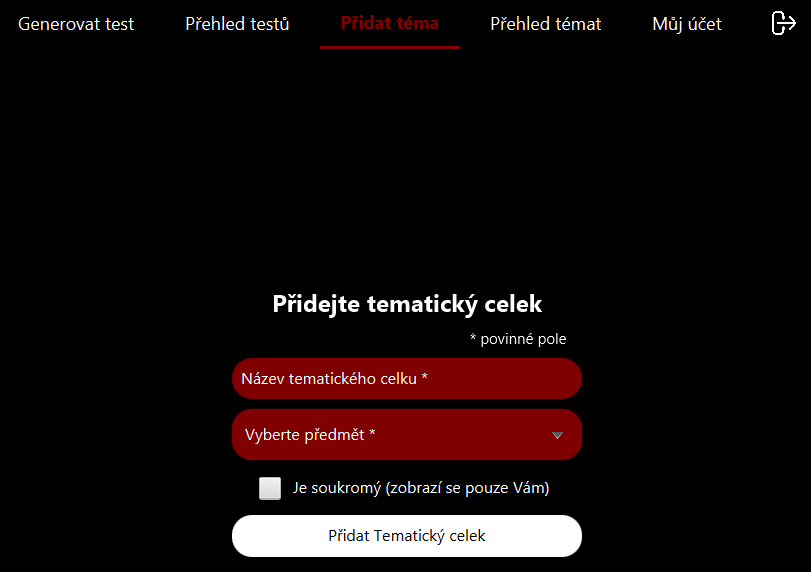 Generovat test Přehled testů Přidat téma Přehled témat Můj účet
Přidejte tematický celek
* povinné pole
Název tematického celku *
Vyberte předmět *
Je soukromý (zobrazí se pouze Vám)
Přidat Tematický celek